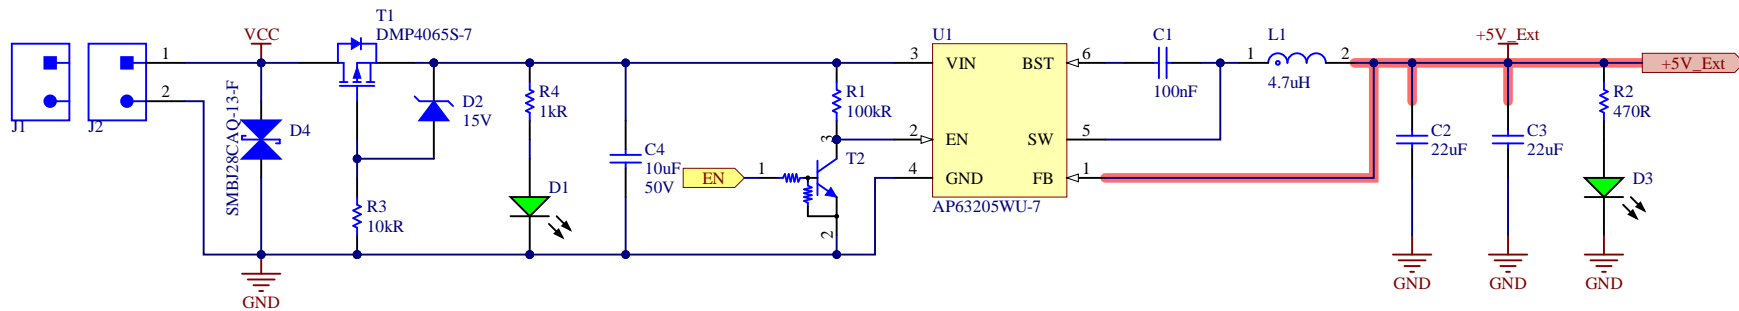 J1
J2
1
2
VCC
SMBJ28CAQ-13-F
D4
GND
T1
DMP4065S-7
D2
15V
R3
10kR
R4
1kR
D1
C4
10uF
50V
EN
1
R1
100kR
3
T2
2
U1
3
VIN
2
EN
4
GND
BST
6
SW
5
FB
1
AP63205WU-7
C1
100nF
L1
1
2
4.7uH
+5V_Ext
+5V_Ext
C2
22uF
GND
C3
22uF
GND
R2
470R
D3
GND